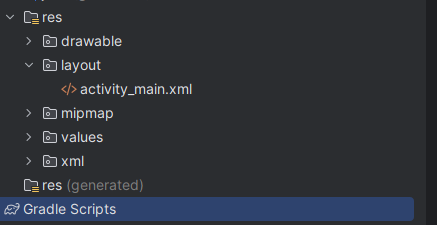 res
drawable
layout
activity_main.xml
mipmap
values
xml
res (generated)
Gradle Scripts